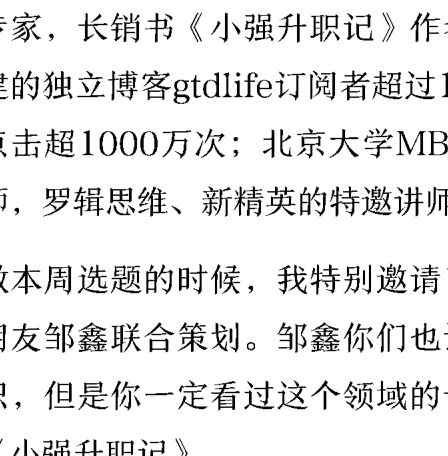 专家，长销书《小强升职记》作
建的独立博客gtdlife订阅者超过1
点击超1000万次；北京大学MB
师，罗辑思维、新精英的特邀讲师
做本周选题的时候，我特别邀请
朋友邹鑫联合策划。邹鑫你们也
识，但是你一定看过这个领域的
《小强升职记》